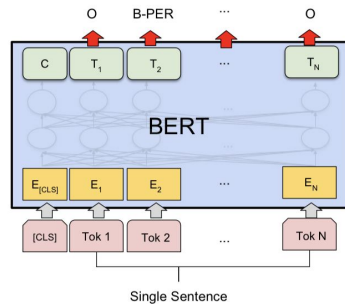 O B-PER ... O
C T1 T2 ... TN
...
BERT
...
E[CLS] E1 E2 ... EN
[CLS] Tok 1 Tok 2 ... Tok N
Single Sentence